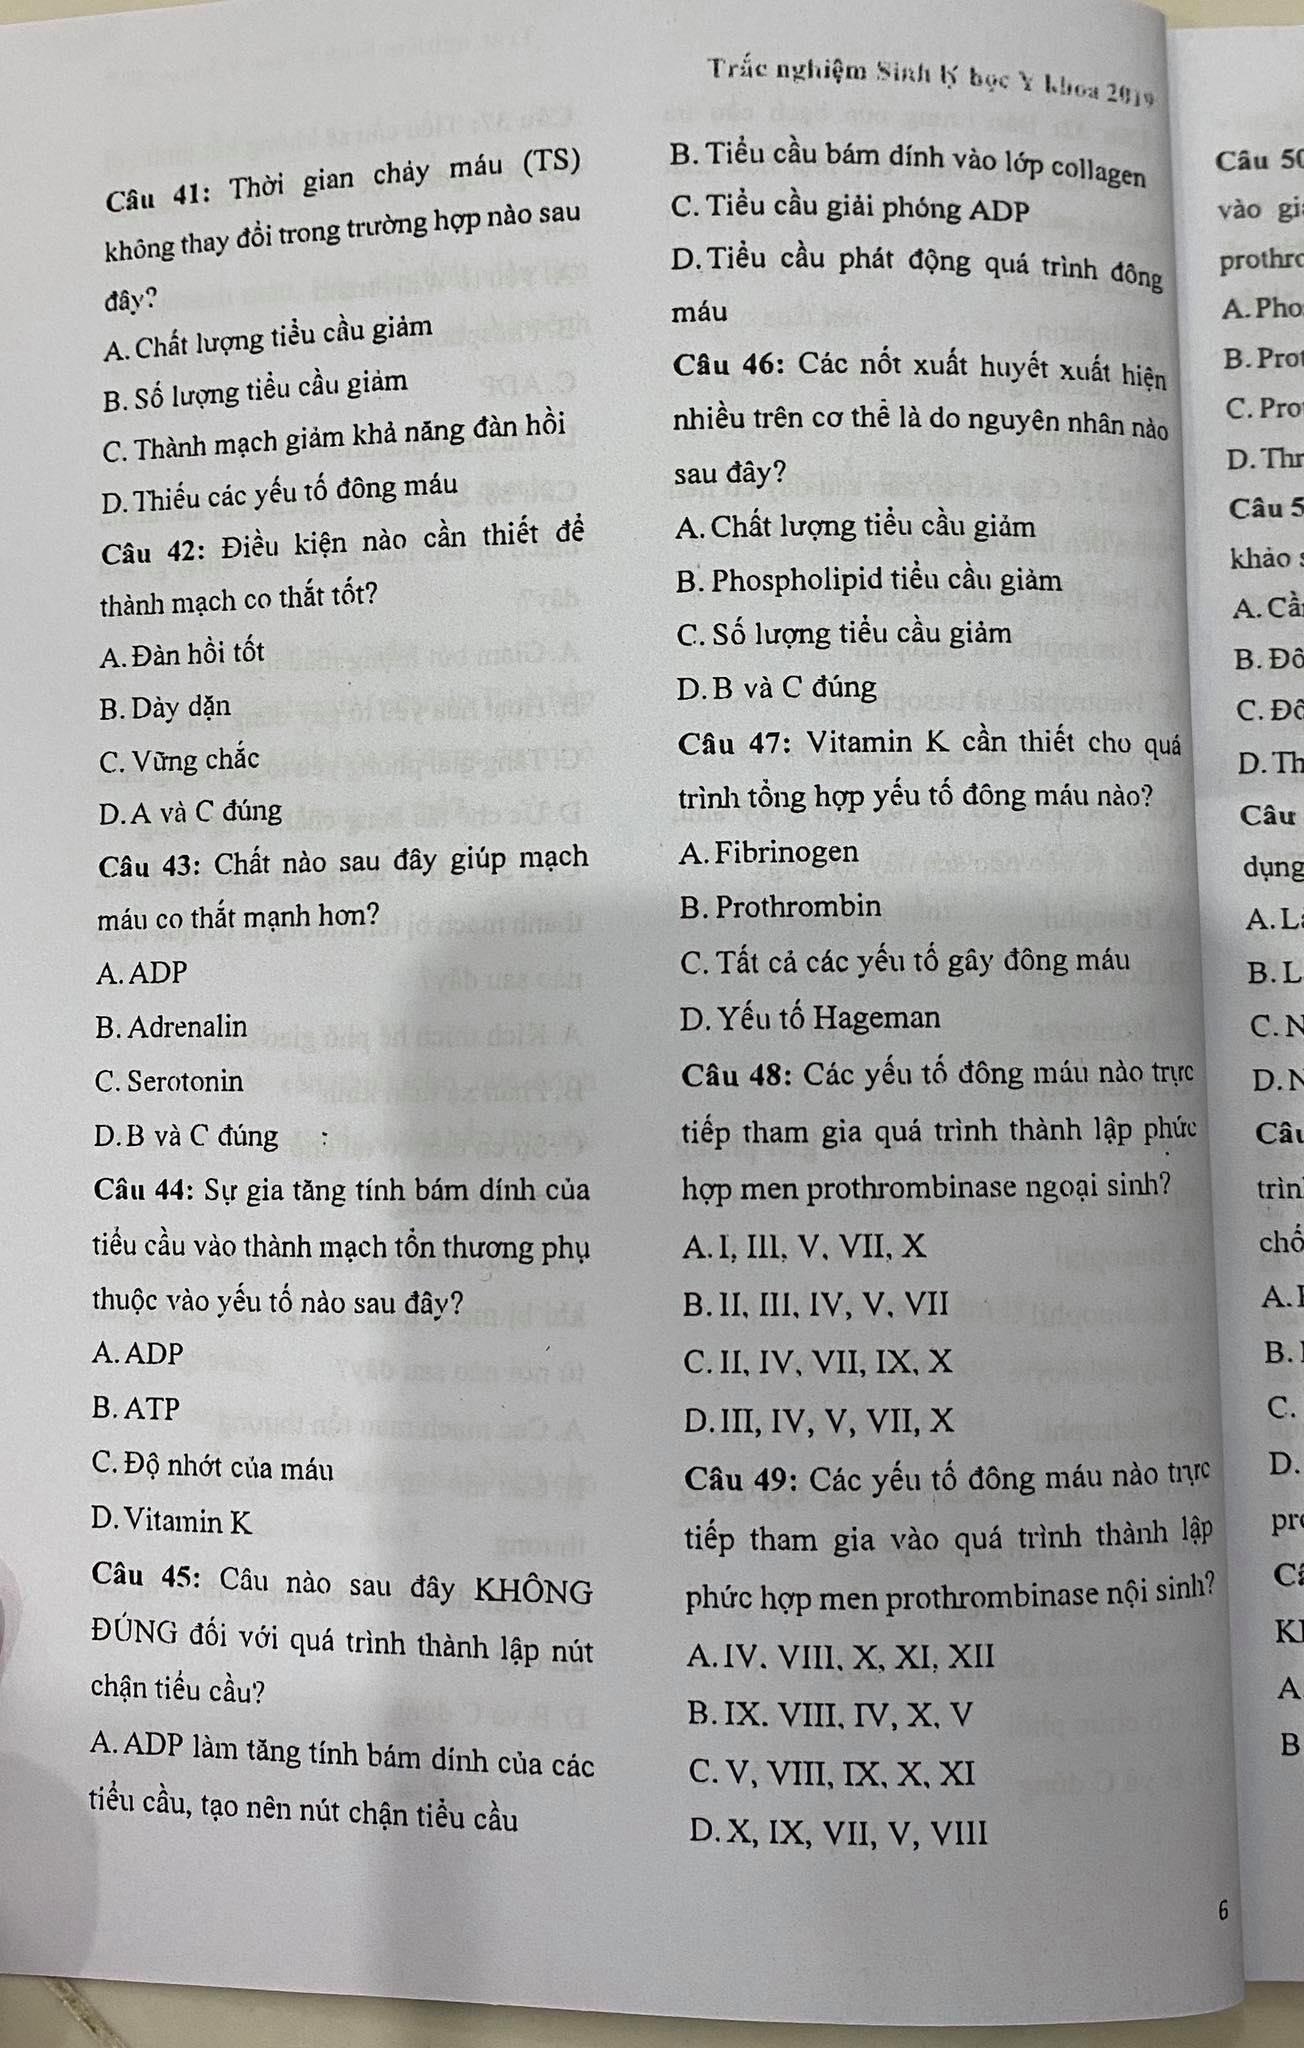 Trắc nghiệm Sinh lý học Y khoa 2019
Câu 41: Thời gian chảy máu (TS)
không thay đổi trong trường hợp nào sau
đây?
A. Chất lượng tiểu cầu giảm
B. Số lượng tiểu cầu giảm
C. Thành mạch giảm khả năng đàn hồi
D. Thiếu các yếu tố đông máu
Câu 42: Điều kiện nào cần thiết để
thành mạch co thắt tốt?
A. Đàn hồi tốt
B. Dày dặn
C. Vững chắc
D. A và C đúng
Câu 43: Chất nào sau đây giúp mạch
máu co thắt mạnh hơn?
A. ADP
B. Adrenalin
C. Serotonin
D. B và C đúng
Câu 44: Sự gia tăng tính bám dính của
tiểu cầu vào thành mạch tổn thương phụ
thuộc vào yếu tố nào sau đây?
A. ADP
B. ATP
C. Độ nhớt của máu
D. Vitamin K
Câu 45: Câu nào sau đây KHÔNG
ĐÚNG đối với quá trình thành lập nút
chận tiểu cầu?
A. ADP làm tăng tính bám dính của các
tiểu cầu, tạo nên nút chận tiểu cầu
B. Tiểu cầu bám dính vào lớp collagen
C. Tiểu cầu giải phóng ADP
D. Tiểu cầu phát động quá trình đông
máu
Câu 46: Các nốt xuất huyết xuất hiện
nhiều trên cơ thể là do nguyên nhân nào
sau đây?
A. Chất lượng tiểu cầu giảm
B. Phospholipid tiểu cầu giảm
C. Số lượng tiểu cầu giảm
D. B và C đúng
Câu 47: Vitamin K cần thiết cho quá
trình tổng hợp yếu tố đông máu nào?
A. Fibrinogen
B. Prothrombin
C. Tất cả các yếu tố gây đông máu
D. Yếu tố Hageman
Câu 48: Các yếu tố đông máu nào trực
tiếp tham gia quá trình thành lập phức
hợp men prothrombinase ngoại sinh?
A. I, III, V, VII, X
B. II, III, IV, V, VII
C. II, IV, VII, IX, X
D. III, IV, V, VII, X
Câu 49: Các yếu tố đông máu nào trực
tiếp tham gia vào quá trình thành lập
phức hợp men prothrombinase nội sinh?
A. IV. VIII, X, XI, XII
B. IX. VIII, IV, X, V
C. V, VIII, IX, X, XI
D. X, IX, VII, V, VIII
6
Câu 50
vào
A.
B.
C.
D.
Câu
khảo
A.
B.
C.
D.
Câu
dụng
A.
B.
C.
D.
A.
B.
C.
D.
A
B